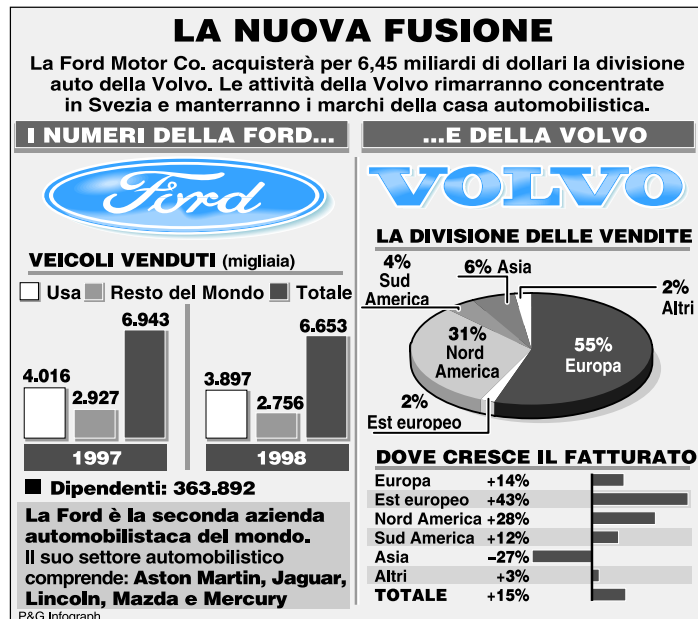 LA NUOVA FUSIONE
La Ford Motor Co. acquisterà per 6,45 miliardi di dollari la divisione
auto della Volvo. Le attività della Volvo rimarranno concentrate
in Svezia e manterranno i marchi della casa automobilistica.
I NUMERI DELLA FORD...
Ford
VEICOLI VENDUTI (migliaia)
Usa Resto del Mondo Totale
4.016
2.927
6.943
3.897
2.756
6.653
1997
1998
Dipendenti: 363.892
La Ford è la seconda azienda
automobilistaca del mondo.
Il suo settore automobilistico
comprende: Aston Martin, Jaguar,
Lincoln, Mazda e Mercury
P&G Infograph
...E DELLA VOLVO
VOLVO
LA DIVISIONE DELLE VENDITE
4%
Sud
America
6% Asia
2%
Altri
31%
Nord
America
55%
Europa
2%
Est europeo
DOVE CRESCE IL FATTURATO
Europa +14%
Est europeo +43%
Nord America +28%
Sud America +12%
Asia -27%
Altri +3%
TOTALE +15%